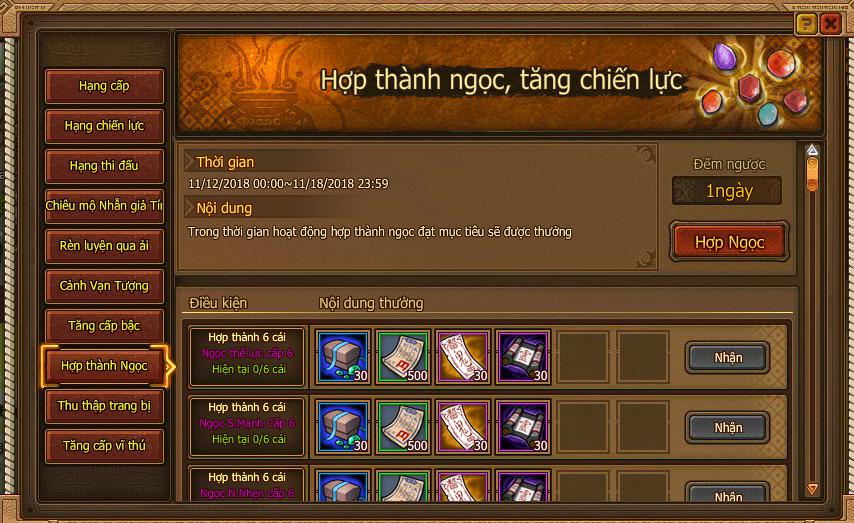 ?
Hợp thành ngọc, tăng chiến lực
Hạng cấp
Hạng chiến lực
Hạng thi đấu
Chiêu mộ Nhẫn giả Tin
Rèn luyện qua ải
Cảnh Vạn Tượng
Tăng cấp bậc
Hợp thành Ngọc
Thu thập trang bị
Tăng cấp vĩ thú
Thời gian
11/12/2018 00:00~11/18/2018 23:59
Nội dung
Trong thời gian hoạt động hợp thành ngọc đạt mục tiêu sẽ được thưởng
Đếm ngược
1ngày
Hợp Ngọc
Điều kiện Nội dung thưởng
Hợp thành 6 cái
Ngọc thể lực cấp 6
Hiện tại 0/6 cái
30 500 30 30
Nhận
Hợp thành 6 cái
Ngọc S.Mạnh Cấp 6
Hiện tại 0/6 cái
30 500 30 30
Nhận
Hợp thành 6 cái
Ngọc N.Nhẹn cấp 6
30 500 30 30
Nhận